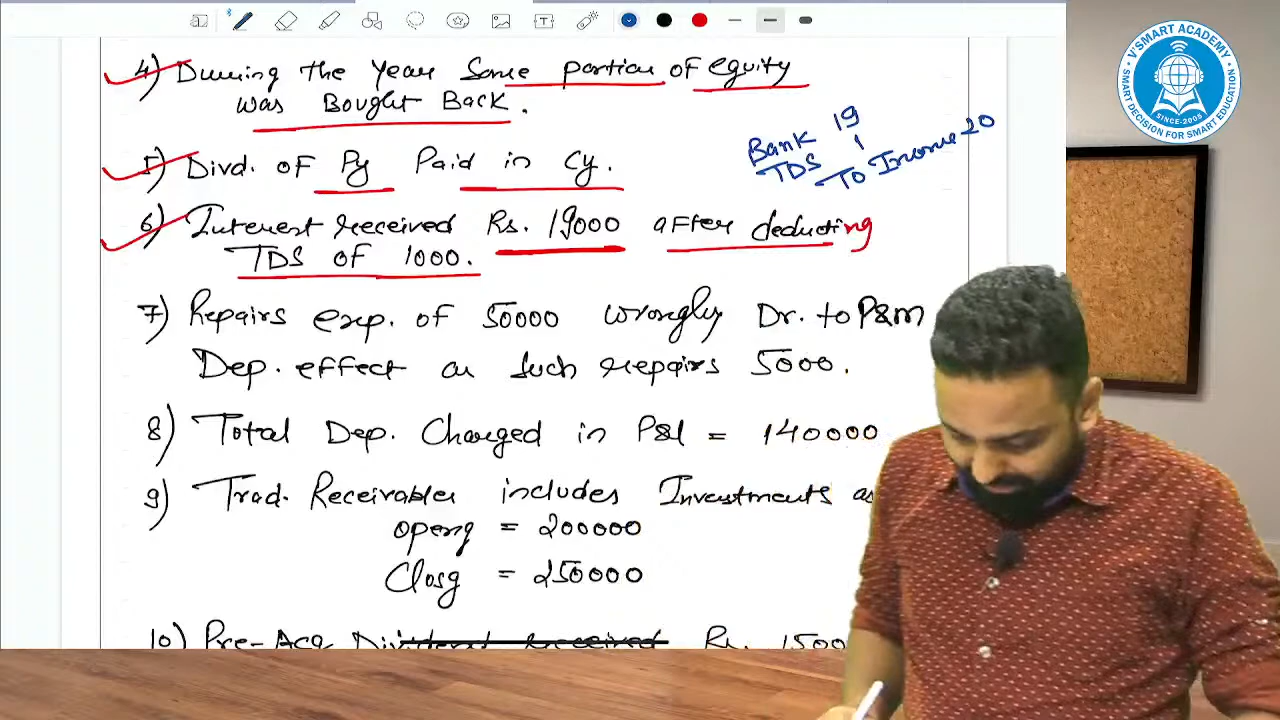 4) During the Year Some portion of equity
was Bought Back.
5) Divd. of Py Paid in Cy.
6) Interest received Rs. 19000 after deducting
TDS of 1000.
Bank 19
TDS 1
To Income 20
7) Repairs exp. of 50000 wrongly Dr. to P&M
Dep. effect on such repairs 5000.
8) Total Dep. Charged in P&L = 140000
9) Trad. Receivables includes Investments as
openg = 200000
Closg = 250000
10) Pre-Acq Dividend received Rs. 1500
V'SMART ACADEMY
SINCE-2005
SMART DECISION FOR SMART EDUCATION